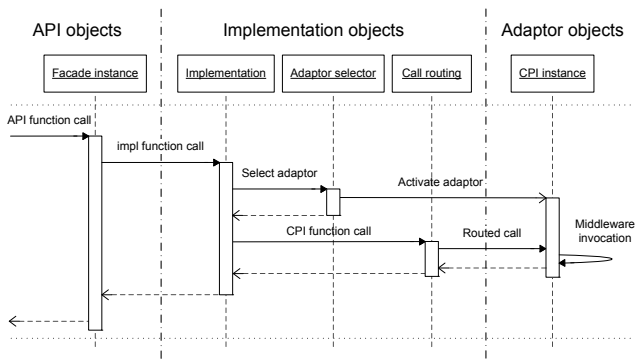 API objects
Implementation objects
Adaptor objects
Facade instance
Implementation
Adaptor selector
Call routing
CPI instance
API function call
impl function call
Select adaptor
Activate adaptor
CPI function call
Routed call
Middleware
invocation